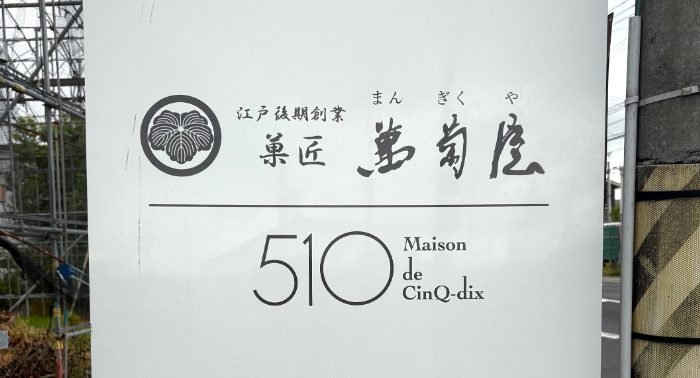 まんぎくや
江戸後期創業
菓匠 萬菊屋
510
Maison
de
CinQ-dix